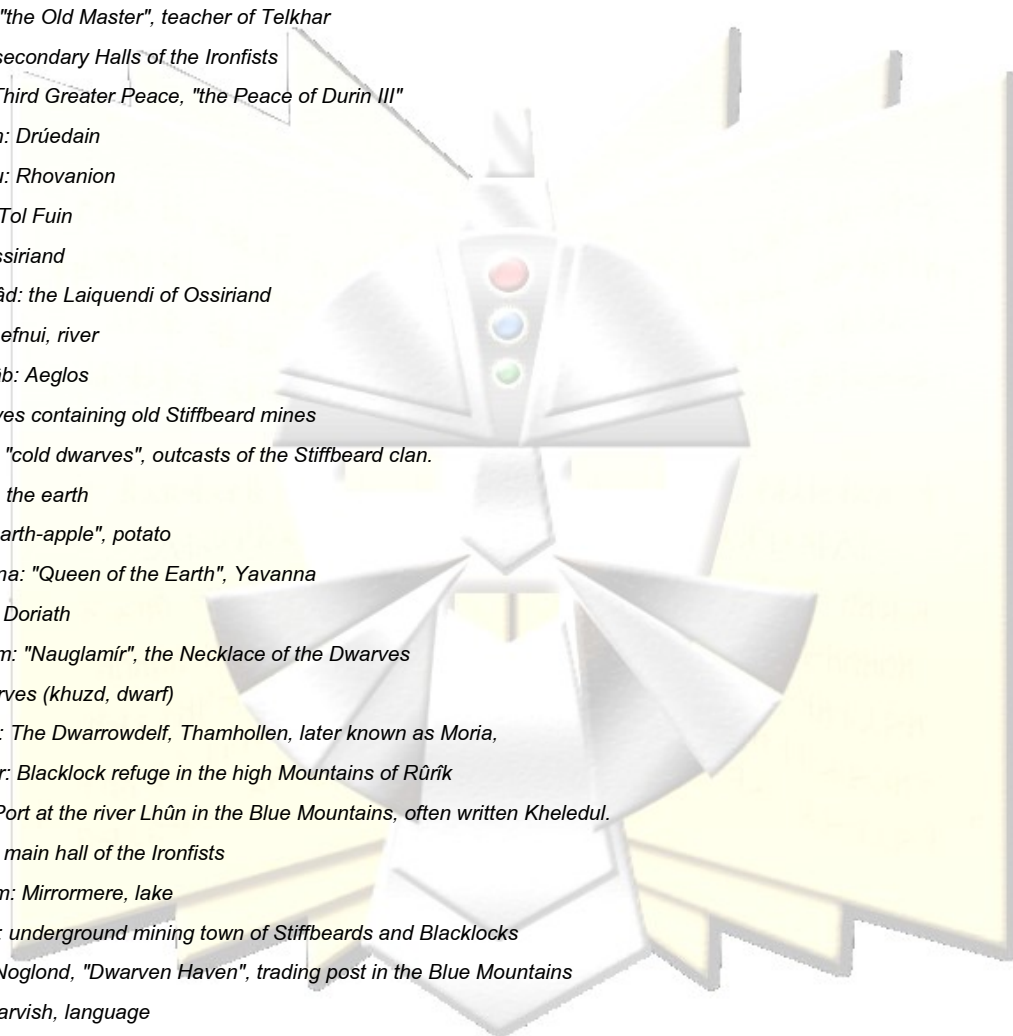 "the Old Master", teacher of Telkhar
secondary Halls of the Ironfists
Third Greater Peace, "the Peace of Durin III"
n: Drúedain
u: Rhovanion
Tol Fuin
ssiriand
âd: the Laiquendi of Ossiriand
efnui, river
ab: Aeglos
ves containing old Stiffbeard mines
"cold dwarves", outcasts of the Stiffbeard clan.
the earth
arth-apple", potato
na: "Queen of the Earth", Yavanna
Doriath
m: "Nauglamír", the Necklace of the Dwarves
rves (khuzd, dwarf)
: The Dwarrowdelf, Thamhollen, later known as Moria,
r: Blacklock refuge in the high Mountains of Rûrîk
Port at the river Lhûn in the Blue Mountains, often written Kheledul.
main hall of the Ironfists
m: Mirrormere, lake
: underground mining town of Stiffbeards and Blacklocks
Noglond, "Dwarven Haven", trading post in the Blue Mountains
arvish, language